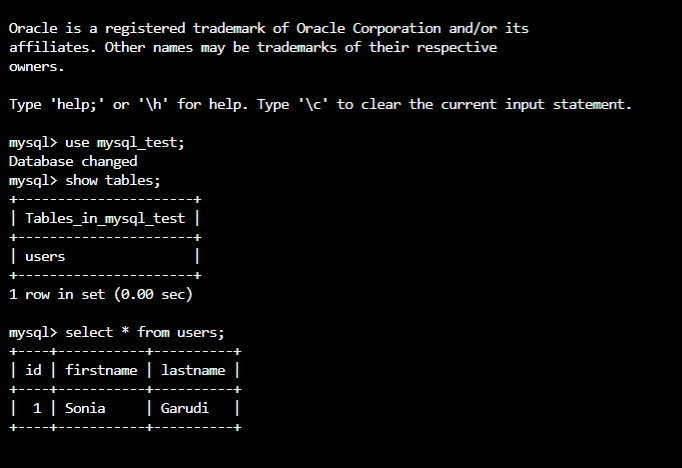 Oracle is a registered trademark of Oracle Corporation and/or its
affiliates. Other names may be trademarks of their respective
owners.

Type 'help;' or '\h' for help. Type '\c' to clear the current input statement.

mysql> use mysql_test;
Database changed
mysql> show tables;
+----------------------+
| Tables_in_mysql_test |
+----------------------+
| users                |
+----------------------+
1 row in set (0.00 sec)

mysql> select * from users;
+----+-----------+----------+
| id | firstname | lastname |
+----+-----------+----------+
|  1 | Sonia     | Garudi   |
+----+-----------+----------+